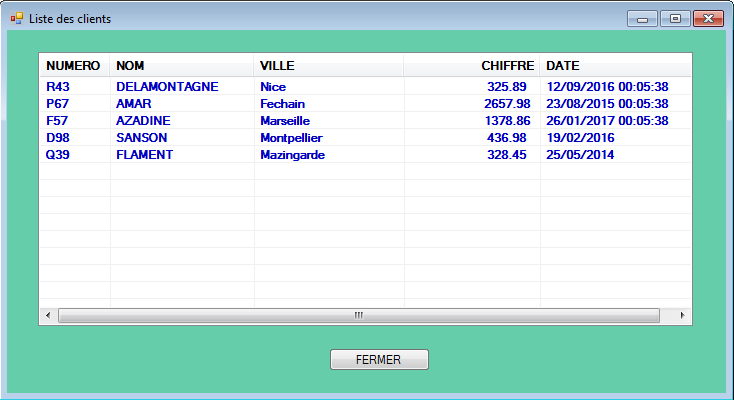 Liste des clients
NUMERO NOM VILLE CHIFFRE DATE
R43 DELAMONTAGNE Nice 325.89 12/09/2016 00:05:38
P67 AMAR Fechain 2657.98 23/08/2015 00:05:38
F57 AZADINE Marseille 1378.86 26/01/2017 00:05:38
D98 SANSON Montpellier 436.98 19/02/2016
Q39 FLAMENT Mazingarde 328.45 25/05/2014
FERMER